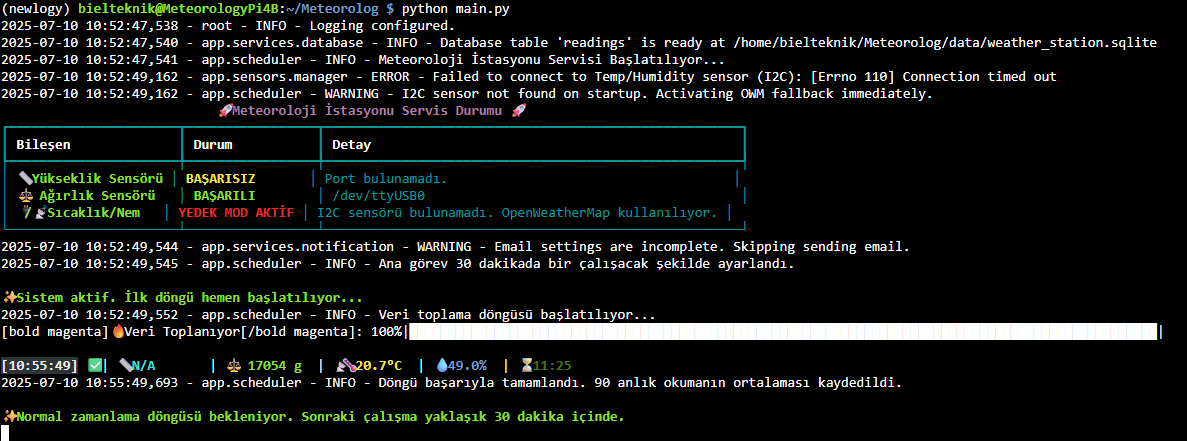 (newlogy) bielteknik@MeteorologyPi4B:~/Meteorolog $ python main.py
2025-07-10 10:52:47,538 - root - INFO - Logging configured.
2025-07-10 10:52:47,540 - app.services.database - INFO - Database table 'readings' is ready at /home/bielteknik/Meteorolog/data/weather_station.sqlite
2025-07-10 10:52:47,541 - app.scheduler - INFO - Meteoroloji İstasyonu Servisi Başlatılıyor...
2025-07-10 10:52:49,162 - app.sensors.manager - ERROR - Failed to connect to Temp/Humidity sensor (I2C): [Errno 110] Connection timed out
2025-07-10 10:52:49,162 - app.scheduler - WARNING - I2C sensor not found on startup. Activating OWM fallback immediately.
🚀Meteoroloji İstasyonu Servis Durumu 🚀
Bileşen | Durum | Detay
📏Yükseklik Sensörü | BAŞARISIZ | Port bulunamadı.
⚖️ Ağırlık Sensörü | BAŞARILI | /dev/ttyUSB0
🌡📡Sıcaklık/Nem | YEDEK MOD AKTİF | I2C sensörü bulunamadı. OpenWeatherMap kullanılıyor.
2025-07-10 10:52:49,544 - app.services.notification - WARNING - Email settings are incomplete. Skipping sending email.
2025-07-10 10:52:49,545 - app.scheduler - INFO - Ana görev 30 dakikada bir çalışacak şekilde ayarlandı.
✨Sistem aktif. İlk döngü hemen başlatılıyor...
2025-07-10 10:52:49,552 - app.scheduler - INFO - Veri toplama döngüsü başlatılıyor...
[bold magenta]🔥Veri Toplanıyor[/bold magenta]: 100%|
[10:55:49] ✅| 📏N/A | ⚖️ 17054 g | 📡🌡20.7°C | 💧49.0% | ⏳11:25
2025-07-10 10:55:49,693 - app.scheduler - INFO - Döngü başarıyla tamamlandı. 90 anlık okumanın ortalaması kaydedildi.
✨Normal zamanlama döngüsü bekleniyor. Sonraki çalışma yaklaşık 30 dakika içinde.